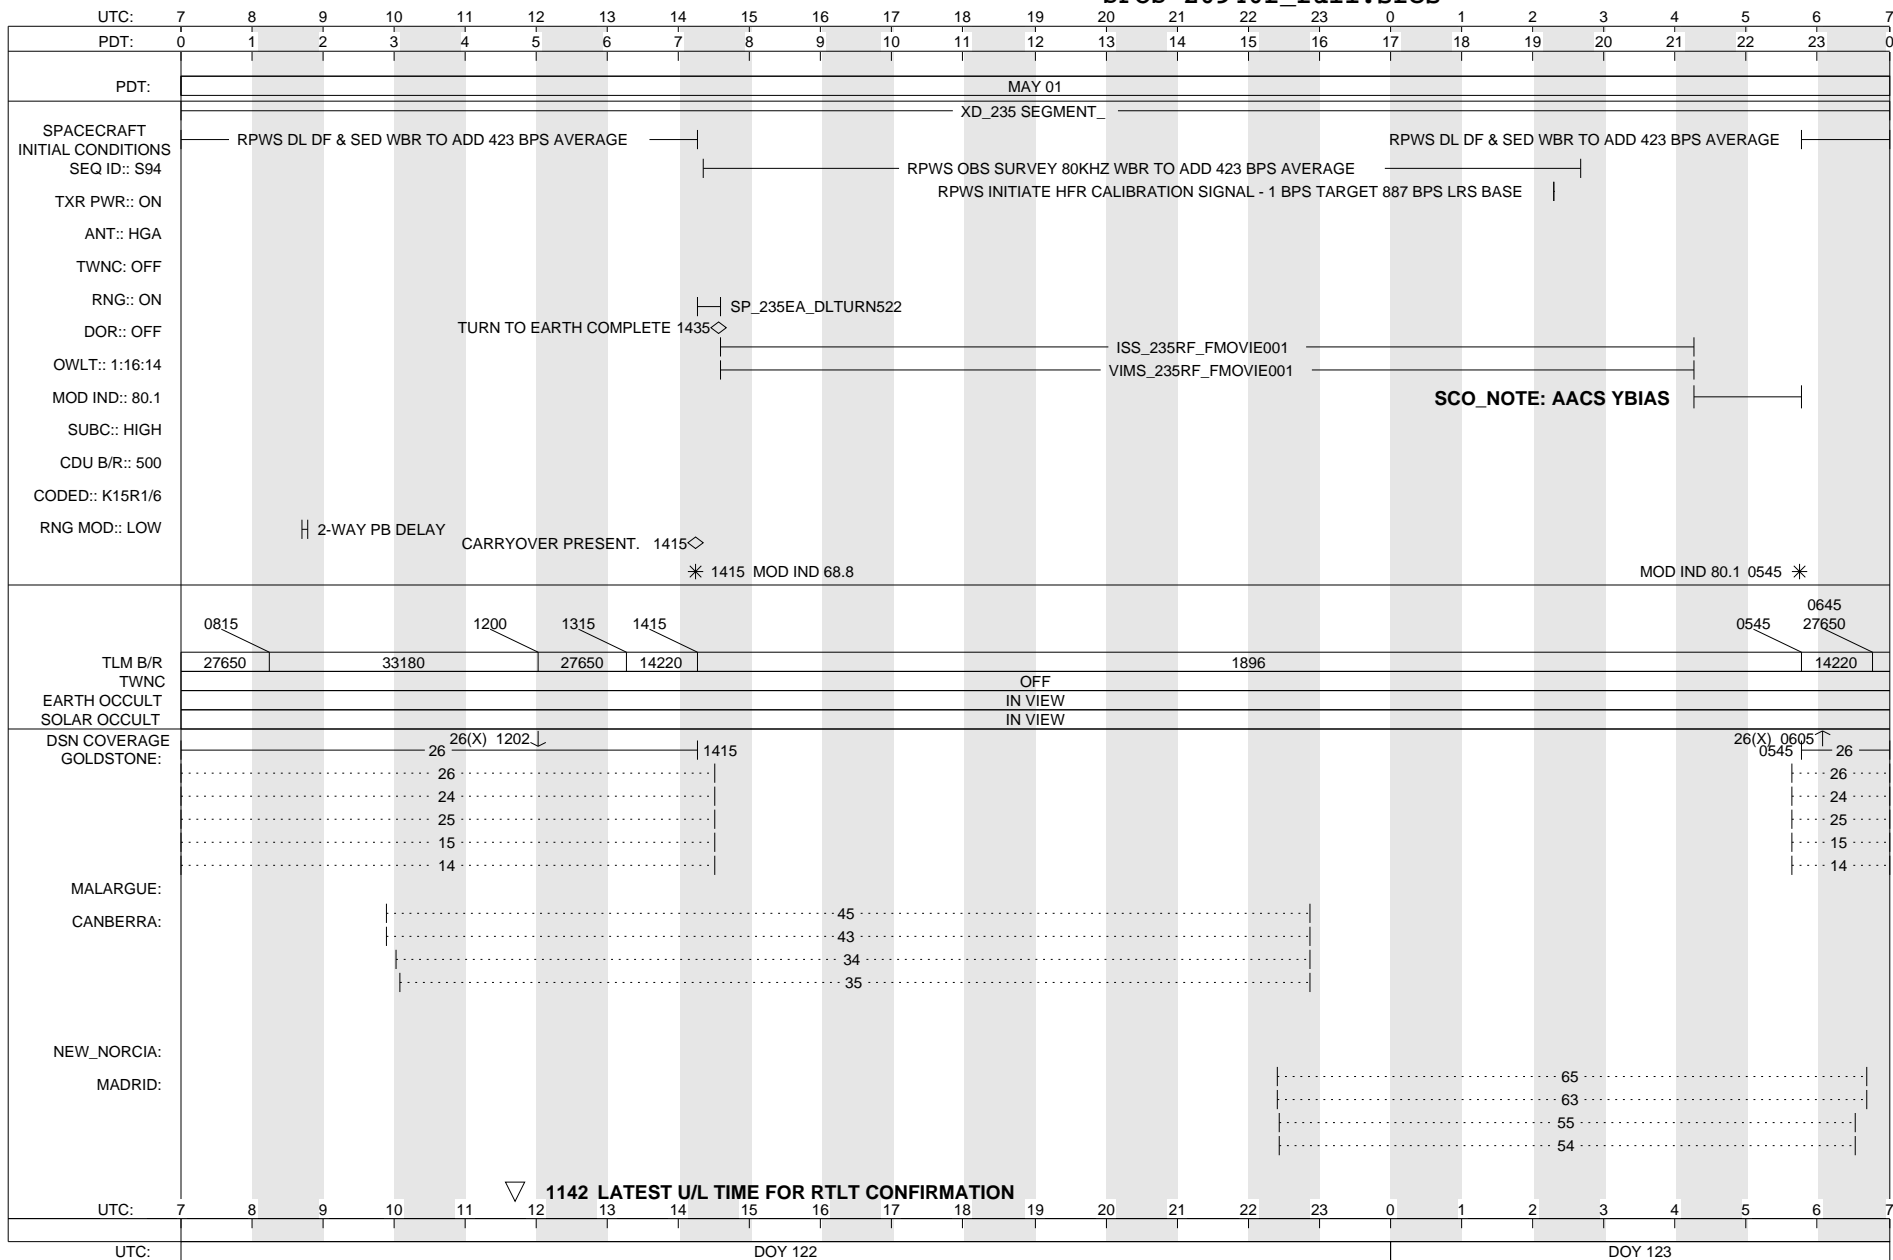 UTC: 7 8 9 10 11 12 13 14 15 16 17 18 19 20 21 22 23 0 1 2 3 4 5 6 7
PDT: 0 1 2 3 4 5 6 7 8 9 10 11 12 13 14 15 16 17 18 19 20 21 22 23 0
PDT: MAY 01
XD_235 SEGMENT_
SPACECRAFT INITIAL CONDITIONS
RPWS DL DF & SED WBR TO ADD 423 BPS AVERAGE
RPWS DL DF & SED WBR TO ADD 423 BPS AVERAGE
SEQ ID:: S94
RPWS OBS SURVEY 80KHZ WBR TO ADD 423 BPS AVERAGE
RPWS INITIATE HFR CALIBRATION SIGNAL - 1 BPS TARGET 887 BPS LRS BASE
TXR PWR:: ON
ANT:: HGA
TWNC: OFF
RNG:: ON
SP_235EA_DLTURN522
DOR:: OFF
TURN TO EARTH COMPLETE 1435
ISS_235RF_FMOVIE001
OWLT:: 1:16:14
VIMS_235RF_FMOVIE001
MOD IND:: 80.1
SCO_NOTE: AACS YBIAS
SUBC:: HIGH
CDU B/R:: 500
CODED:: K15R1/6
RNG MOD:: LOW
2-WAY PB DELAY
CARRYOVER PRESENT. 1415
1415 MOD IND 68.8
MOD IND 80.1 0545
0815 1200 1315 1415 0545 0645 27650
TLM B/R 27650 33180 27650 14220 1896 14220
TWNC OFF
EARTH OCCULT IN VIEW
SOLAR OCCULT IN VIEW
DSN COVERAGE
26(X) 1202
26(X) 0605
GOLDSTONE: 26 1415 0545 26
26 26
24 24
25 25
15 15
14 14
MALARGUE:
CANBERRA: 45
43
34
35
NEW_NORCIA:
MADRID: 65
63
55
54
1142 LATEST U/L TIME FOR RTLT CONFIRMATION
UTC: 7 8 9 10 11 12 13 14 15 16 17 18 19 20 21 22 23 0 1 2 3 4 5 6 7
UTC: DOY 122 DOY 123